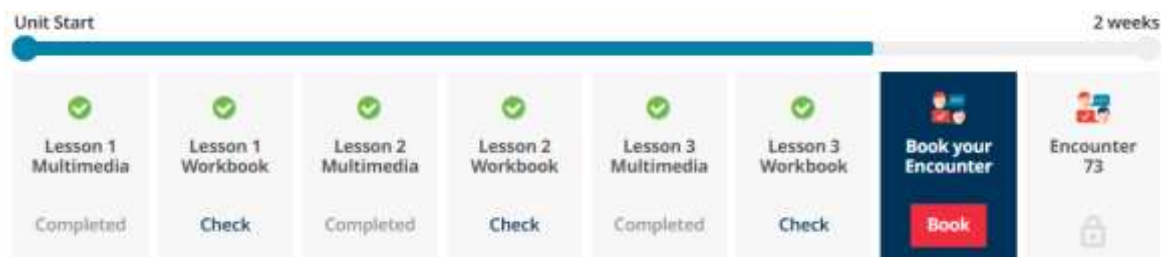 Unit Start
2 weeks
Lesson 1
Multimedia
Completed
Lesson 1
Workbook
Check
Lesson 2
Multimedia
Completed
Lesson 2
Workbook
Check
Lesson 3
Multimedia
Completed
Lesson 3
Workbook
Check
Book your
Encounter
Book
Encounter
73